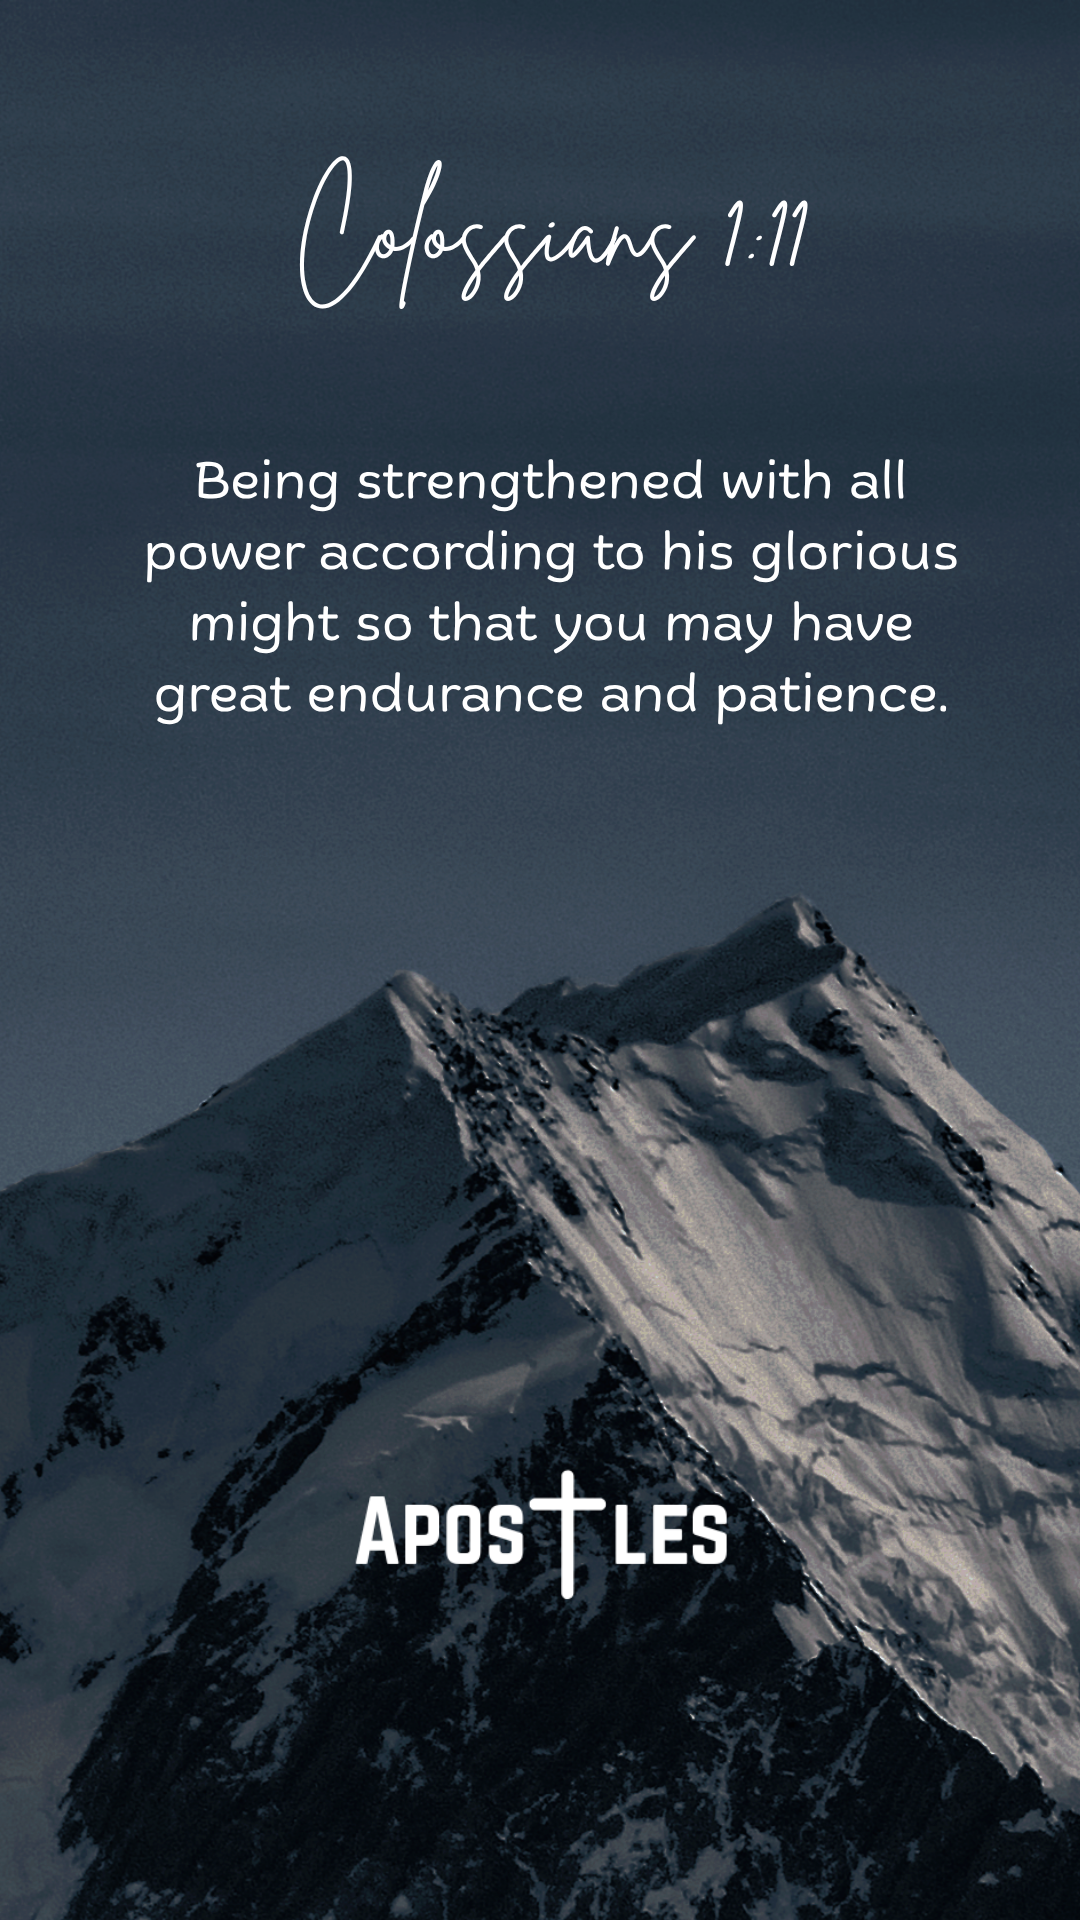 Colossians 1:11
Being strengthened with all
power according to his glorious
might so that you may have
great endurance and patience.
APOSTLES